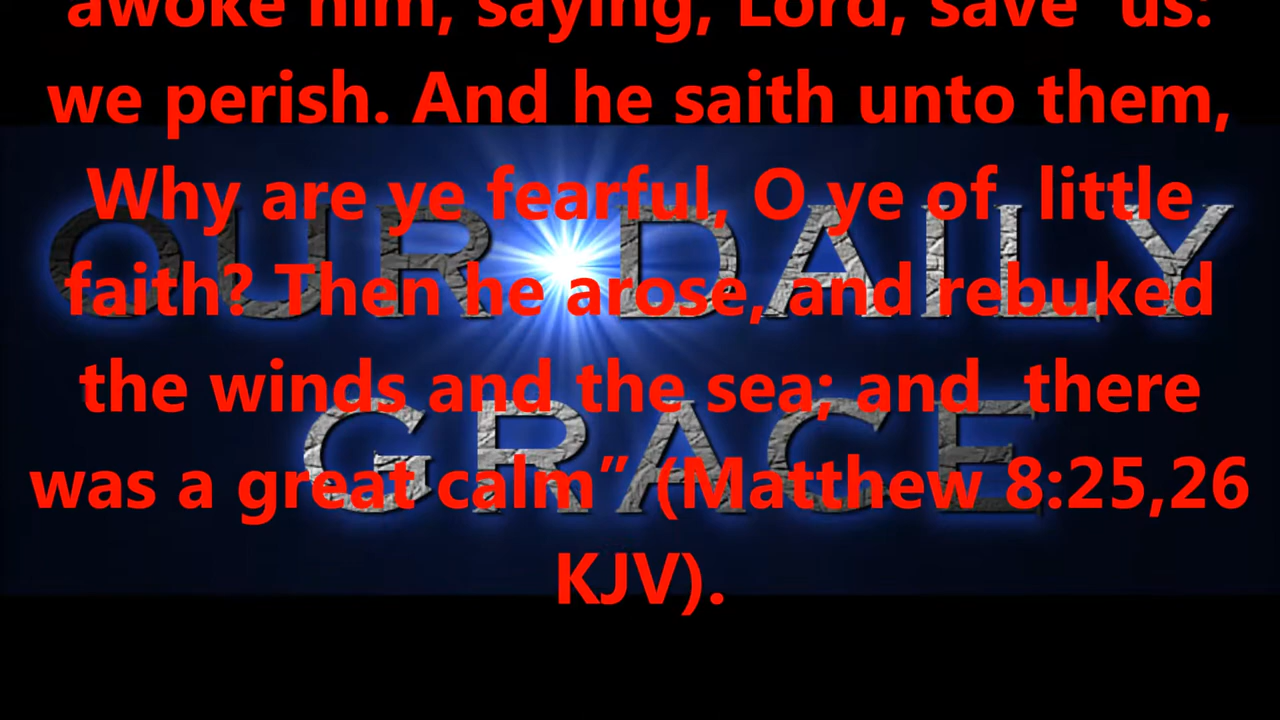 awoke him, saying, Lord, save us:
we perish. And he saith unto them,
Why are ye fearful, O ye of little
faith? Then he arose, and rebuked
the winds and the sea; and there
was a great calm” (Matthew 8:25,26
KJV).
OUR DAILY
GRACE